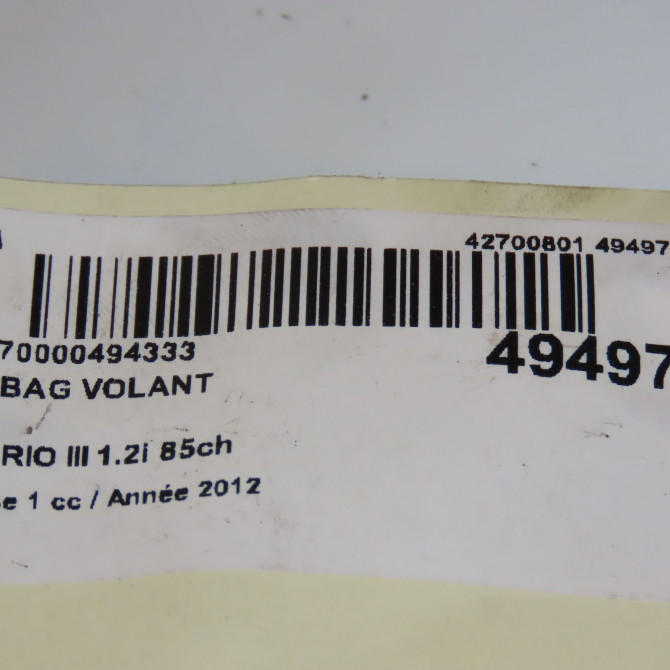 42700801 49497
70000494333
49497
BAG VOLANT
RIO III 1.2i 85ch
e 1 cc / Année 2012